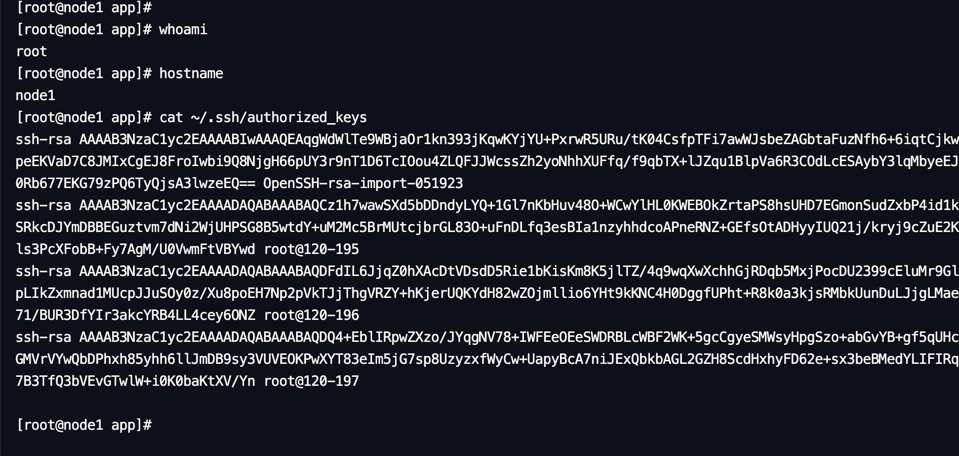 [root@node1 app]#
[root@node1 app]# whoami
root
[root@node1 app]# hostname
node1
[root@node1 app]# cat ~/.ssh/authorized_keys
ssh-rsa AAAAB3NzaC1yc2EAAAABIwAAAQEAqgWdWlTe9WBjaOr1kn393jKqwKYjYU+PxrwR5URu/tK04CsfpTFi7awWJsbeZAGbtaFuzNfh6+6iqtCjkw
peEKVaD7C8JMIxCgEJ8FroIwbi9Q8NjgH66pUY3r9nT1D6TcIOou4ZLQFJJWcssZh2yoNhhXUFfq/f9qbTX+lJZqu1BlpVa6R3COdLcESAybY3lqMbyeEJ
0Rb677EKG79zPQ6TyQjsA3lwzeEQ== OpenSSH-rsa-import-051923
ssh-rsa AAAAB3NzaC1yc2EAAAADAQABAAABAQCz1h7wawSXd5bDDndyLYQ+1Gl7nKbHuv48O+WCwYlHL0KWEBOkZrtaPS8hsUHD7EGmonSudZxbP4id1k
SRkcDJYmDBBEGuztvm7dNi2WjUHPSG8B5wtdY+uM2Mc5BrMUtcjbrGL83O+uFnDLfq3esBIa1nzyhhdcoAPneRNZ+GEfsOtADHyyIUQ21j/kryj9cZuE2K
ls3PcXFobB+Fy7AgM/U0VwmFtVBYwd root@120-195
ssh-rsa AAAAB3NzaC1yc2EAAAADAQABAAABAQDFdIL6JjqZ0hXAcDtVDsdD5Rie1bKisKm8K5jlTZ/4q9wqXwXchhGjRDqb5MxjPocDU2399cEluMr9Gl
pLIkZxmnad1MUcpJJuSOy0z/Xu8poEH7Np2pVkTJjThgVRZY+hKjerUQKYdH82wZOjmllio6YHt9kKNC4H0DggfUPht+R8k0a3kjsRMbkUunDuLJjgLMae
71/BUR3DfYIr3akcYRB4LL4cey6ONZ root@120-196
ssh-rsa AAAAB3NzaC1yc2EAAAADAQABAAABAQDQ4+EblIRpwZXzo/JYqgNV78+IWFEeOEeSWDRBLcWBF2WK+5gcCgyeSMWsyHpgSzo+abGvYB+gf5qUHc
GMVrVYwQbDPhxh85yhh6llJmDB9sy3VUVEOKPwXYT83eIm5jG7sp8UzyzxfWyCw+UapyBcA7niJExQbkbAGL2GZH8ScdHxhyFD62e+sx3beBMedYLIFIRq
7B3TfQ3bVEvGTwlW+i0K0baKtXV/Yn root@120-197
[root@node1 app]#